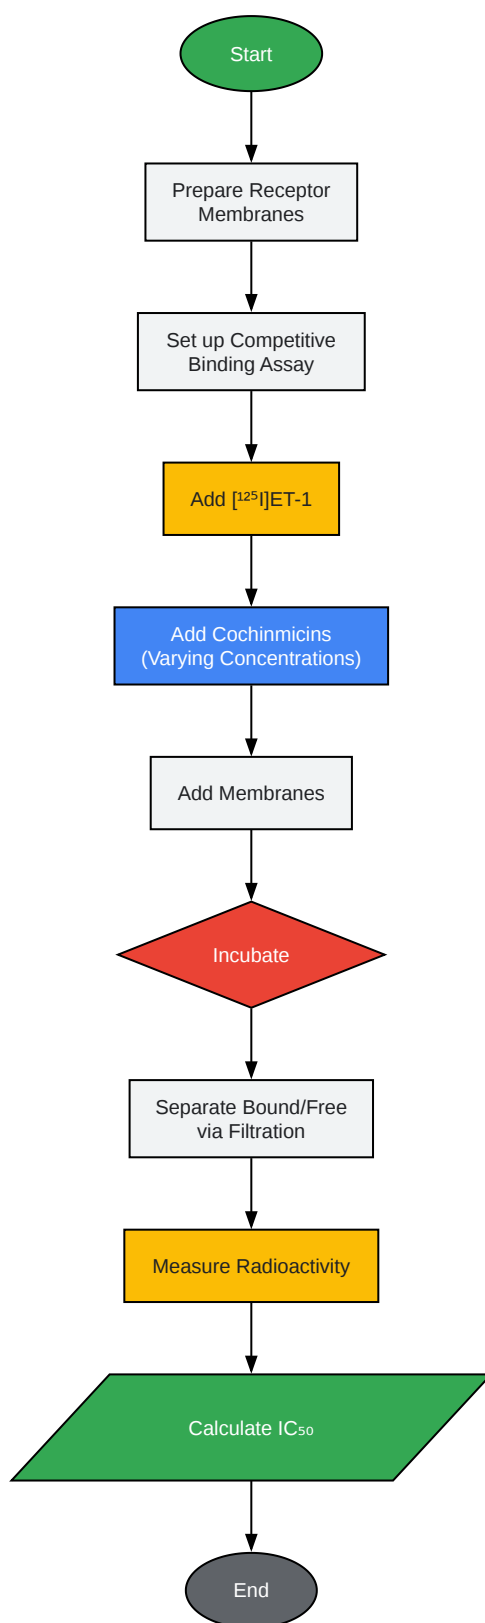 Start
Prepare Receptor
Membranes
Set up Competitive
Binding Assay
Add [¹²⁵I]ET-1
Add Cochinmicins
(Varying Concentrations)
Add Membranes
Incubate
Separate Bound/Free
via Filtration
Measure Radioactivity
Calculate IC₅₀
End